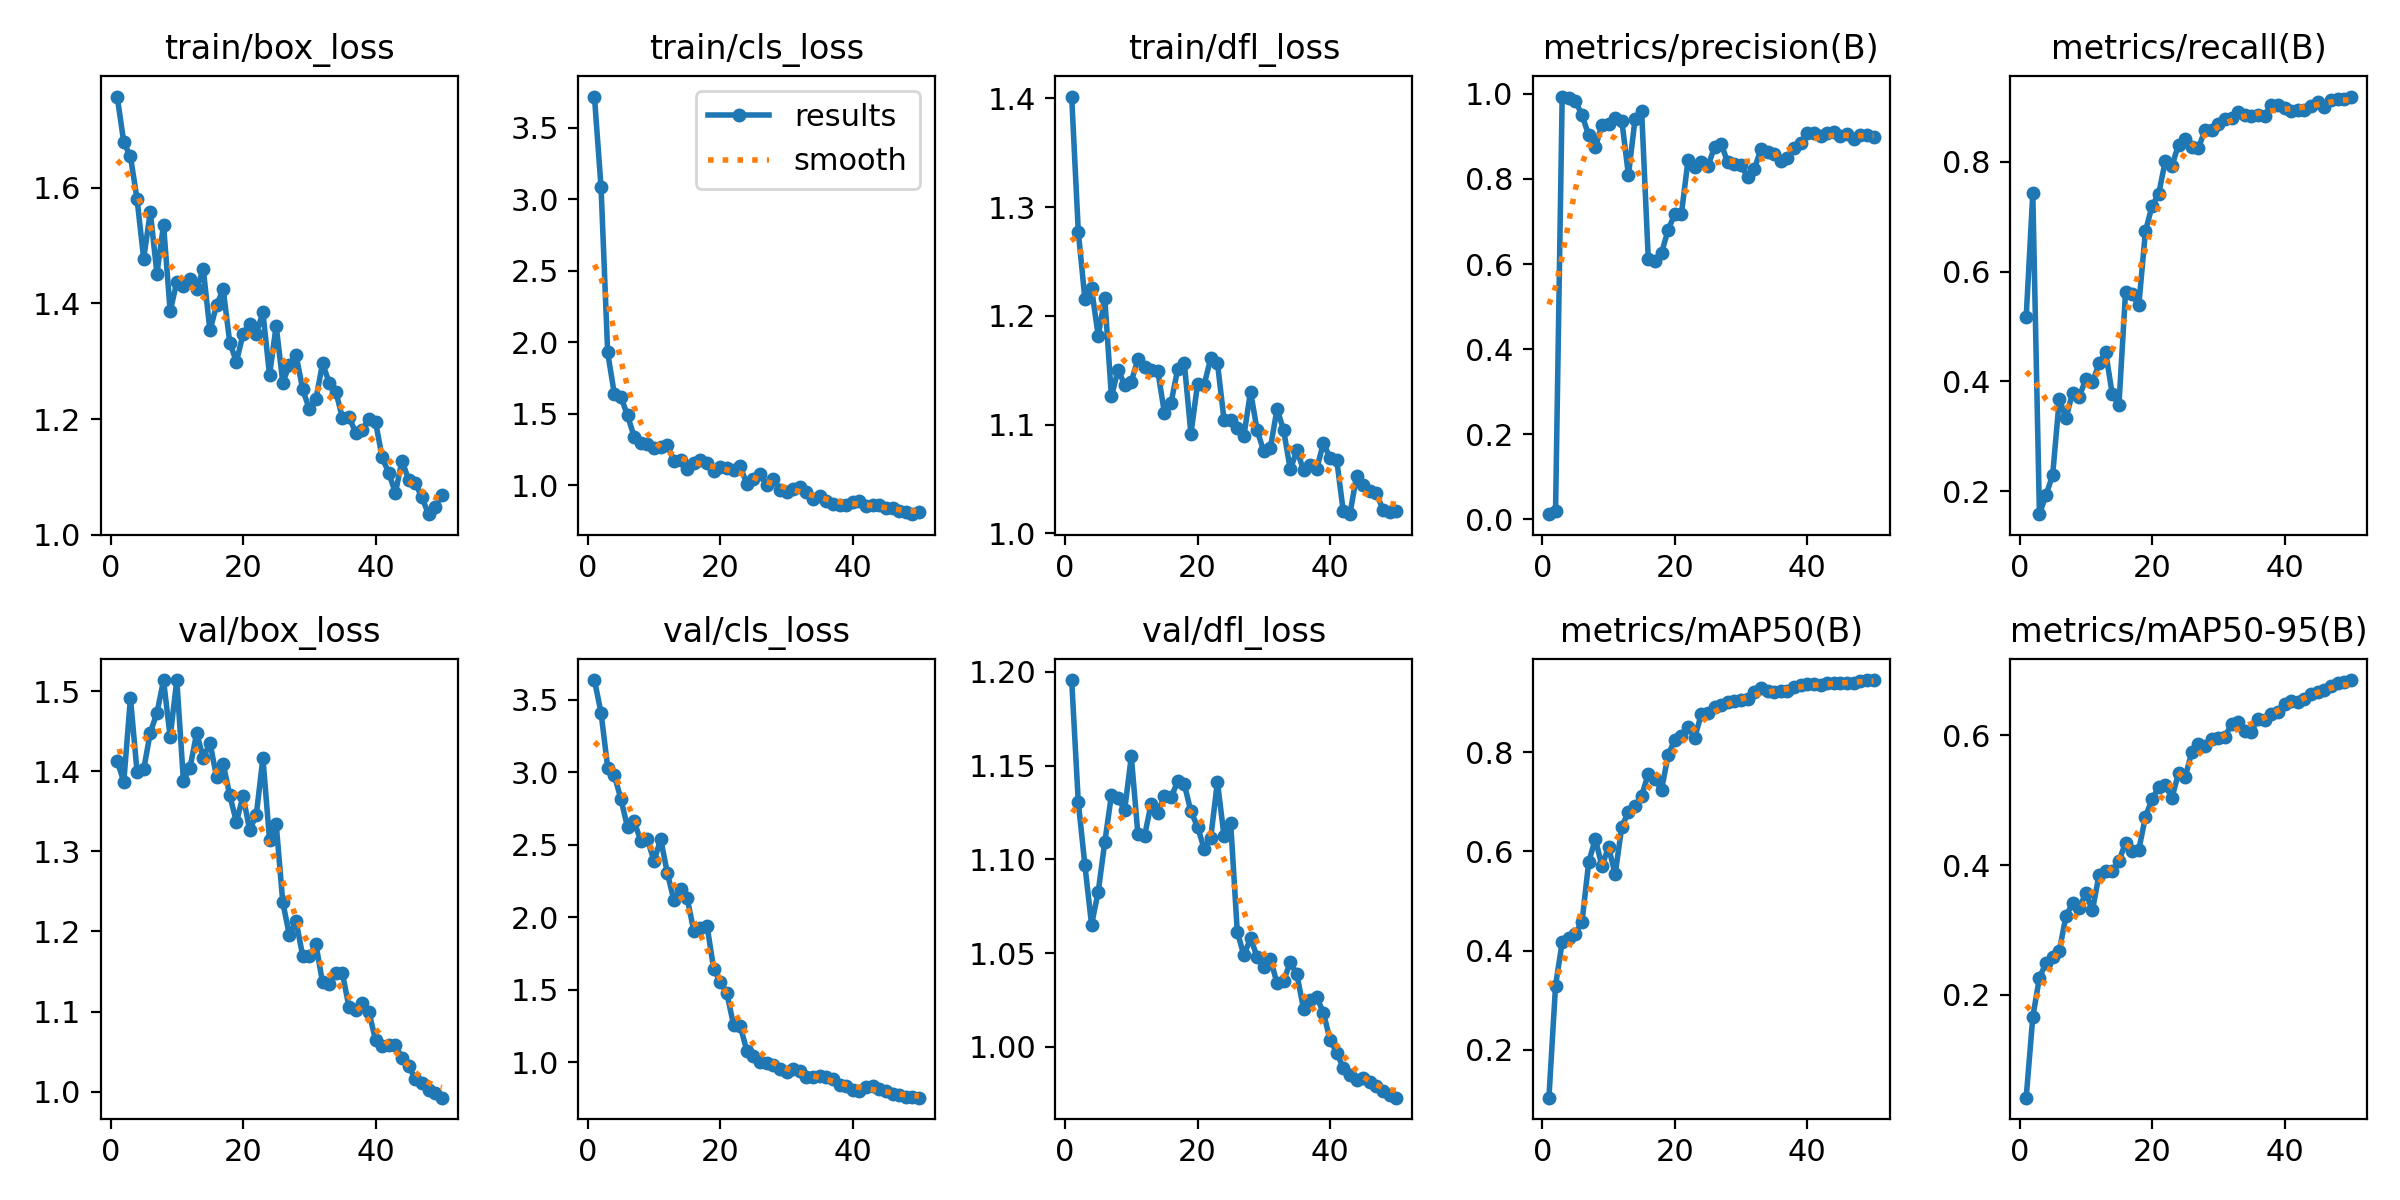 train/box_loss
1.6
1.4
1.2
1.0
0 20 40
train/cls_loss
results
smooth
3.5
3.0
2.5
2.0
1.5
1.0
0 20 40
train/dfl_loss
1.4
1.3
1.2
1.1
1.0
0 20 40
metrics/precision(B)
1.0
0.8
0.6
0.4
0.2
0.0
0 20 40
metrics/recall(B)
0.8
0.6
0.4
0.2
0 20 40
val/box_loss
1.5
1.4
1.3
1.2
1.1
1.0
0 20 40
val/cls_loss
3.5
3.0
2.5
2.0
1.5
1.0
0 20 40
val/dfl_loss
1.20
1.15
1.10
1.05
1.00
0 20 40
metrics/mAP50(B)
0.8
0.6
0.4
0.2
0 20 40
metrics/mAP50-95(B)
0.6
0.4
0.2
0 20 40